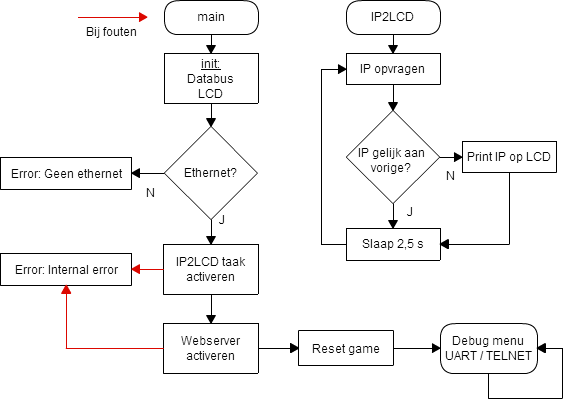 Bij fouten
main
init:
Databus
LCD
Ethernet?
Error: Geen ethernet
N
J
IP2LCD taak
activeren
Error: Internal error
Webserver
activeren
Reset game
Debug menu
UART / TELNET
IP2LCD
IP opvragen
IP gelijk aan
vorige?
Print IP op LCD
N
J
Slaap 2,5 s